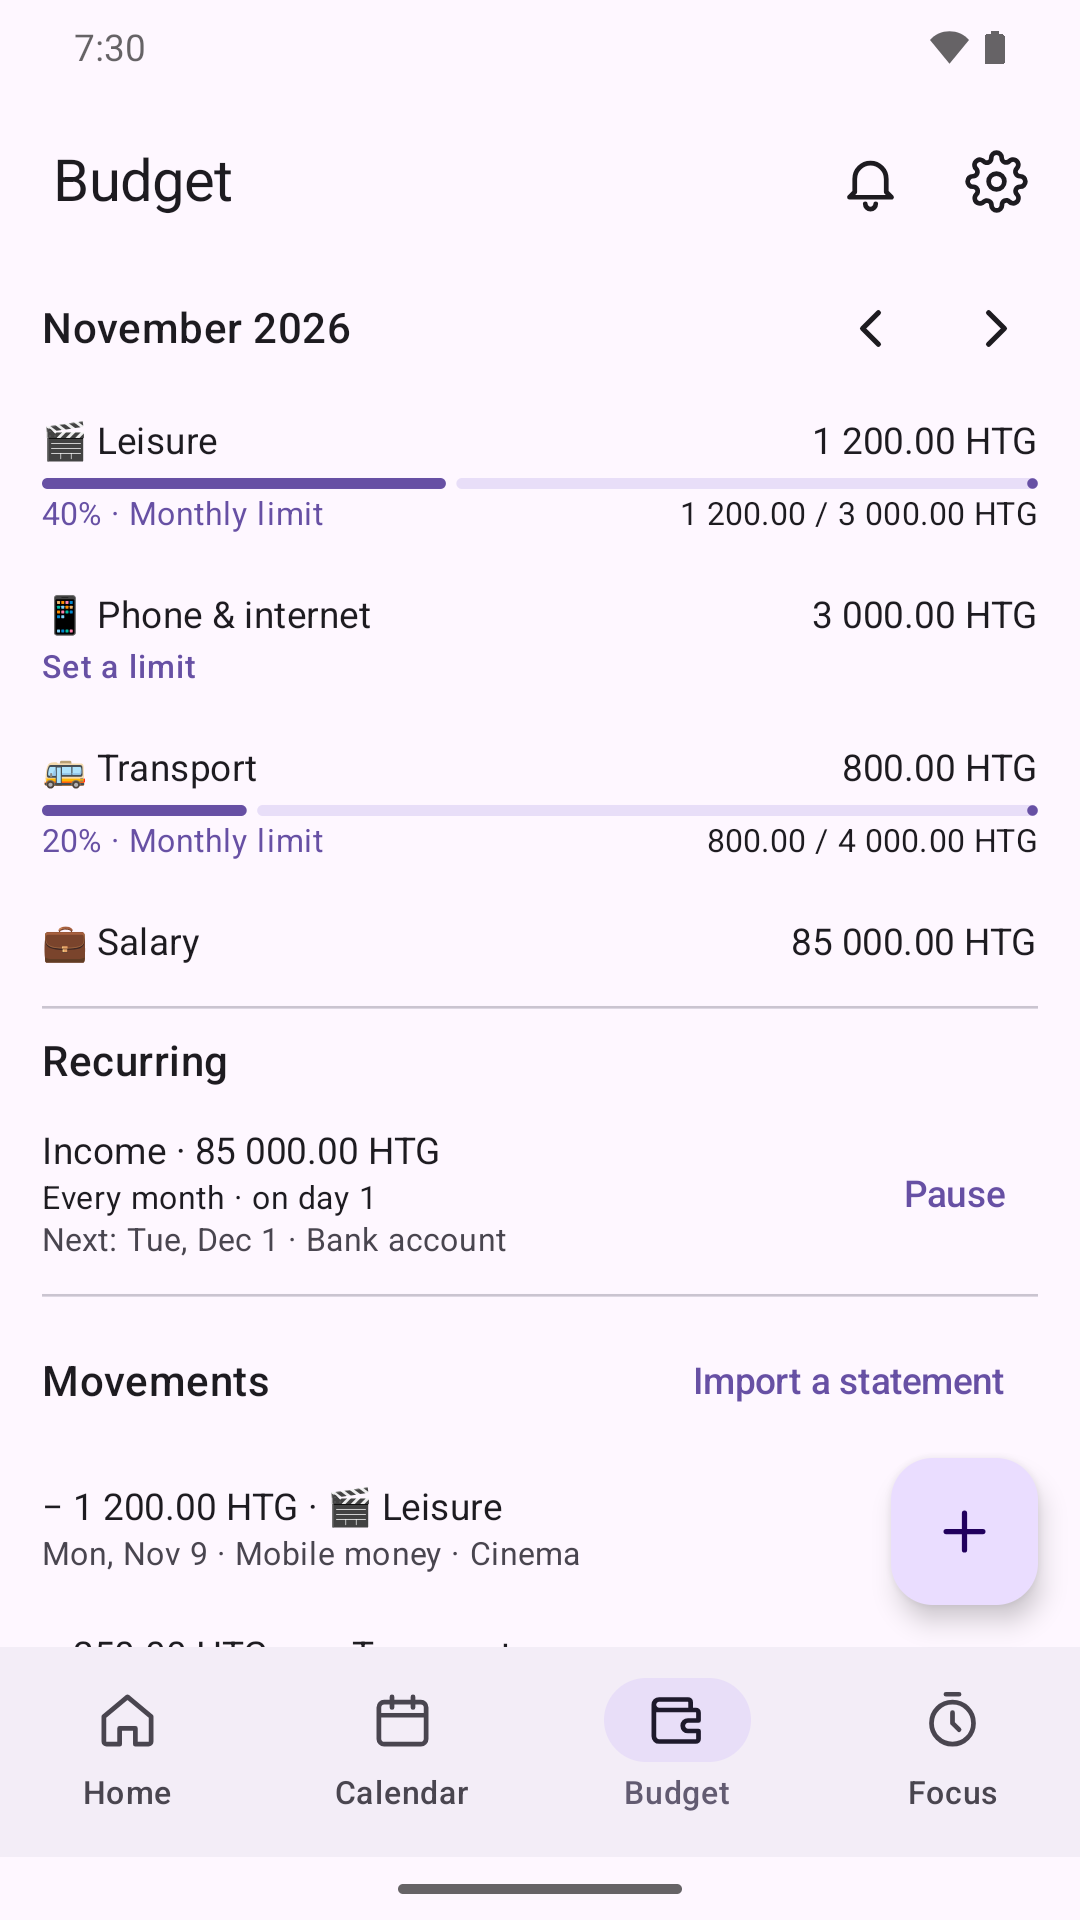 7:30
Budget
November 2026
🎬 Leisure 1 200.00 HTG
40% · Monthly limit 1 200.00 / 3 000.00 HTG
📱 Phone & internet 3 000.00 HTG
Set a limit
🚌 Transport 800.00 HTG
20% · Monthly limit 800.00 / 4 000.00 HTG
💼 Salary 85 000.00 HTG
Recurring
Income · 85 000.00 HTG
Every month · on day 1
Pause
Next: Tue, Dec 1 · Bank account
Movements Import a statement
− 1 200.00 HTG · 🎬 Leisure
Mon, Nov 9 · Mobile money · Cinema
Home Calendar Budget Focus